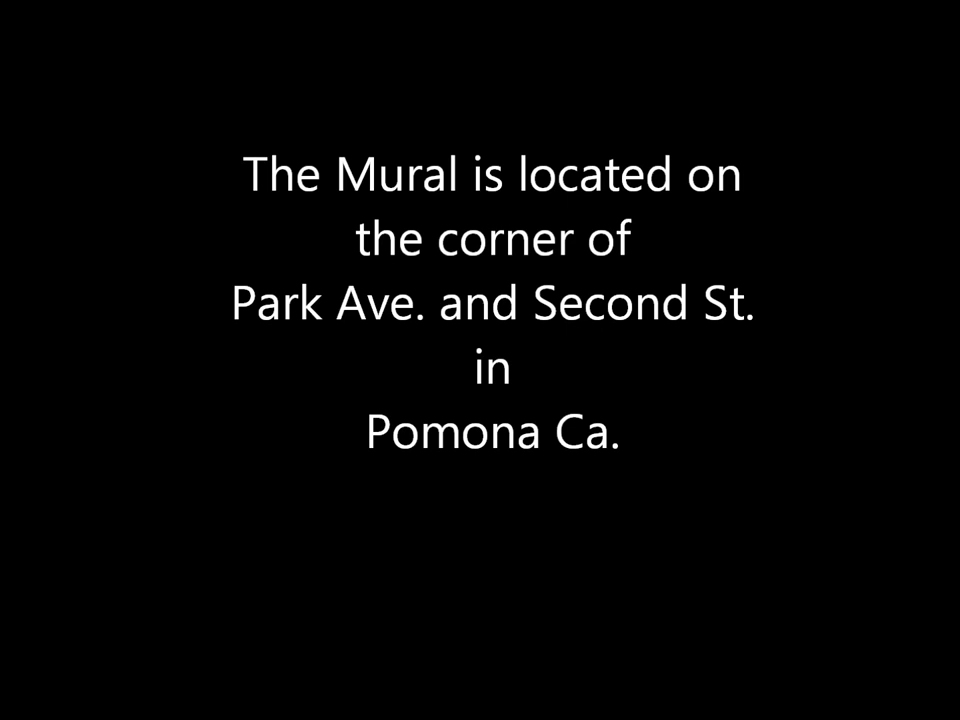 The Mural is located on
the corner of
Park Ave. and Second St.
in
Pomona Ca.